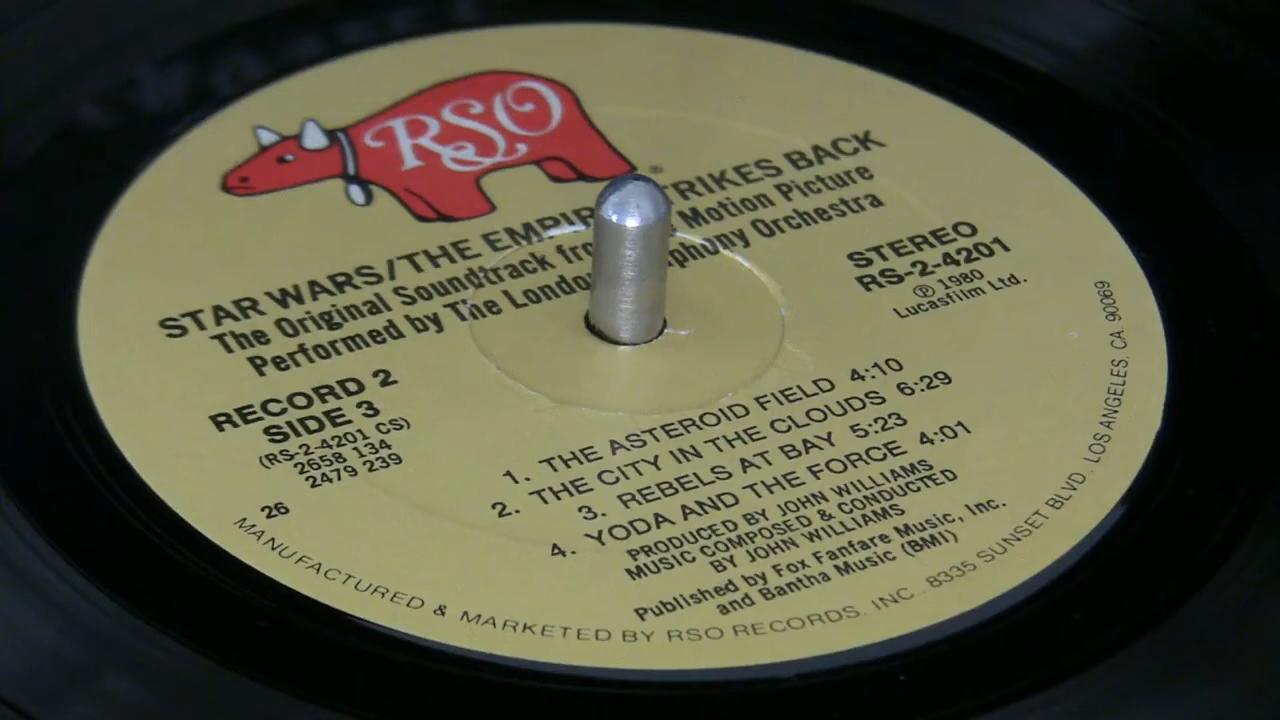 RSO
®
STAR WARS/THE EMPIR TRIKES BACK
The Original Soundtrack fro Motion Picture
Performed by The Londo phony Orchestra
STEREO
RS-2-4201
℗ 1980
Lucasfilm Ltd.
RECORD 2
SIDE 3
(RS-2-4201 CS)
2658 134
2479 239
26
1. THE ASTEROID FIELD 4:10
2. THE CITY IN THE CLOUDS 6:29
3. REBELS AT BAY 5:23
4. YODA AND THE FORCE 4:01
PRODUCED BY JOHN WILLIAMS
MUSIC COMPOSED & CONDUCTED
BY JOHN WILLIAMS
Published by Fox Fanfare Music, Inc.
and Bantha Music (BMI)
MANUFACTURED & MARKETED BY RSO RECORDS, INC., 8335 SUNSET BLVD. LOS ANGELES, CA. 90069